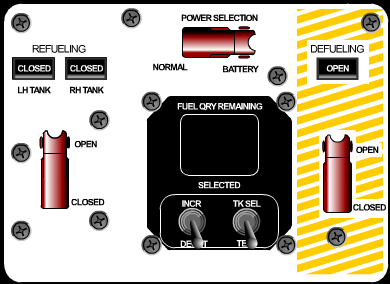 POWER SELECTION
NORMAL
BATTERY
REFUELING
CLOSED
CLOSED
LH TANK
RH TANK
DEFUELING
OPEN
OPEN
CLOSED
FUEL QRY REMAINING
SELECTED
INCR
TK SEL
OPEN
CLOSED